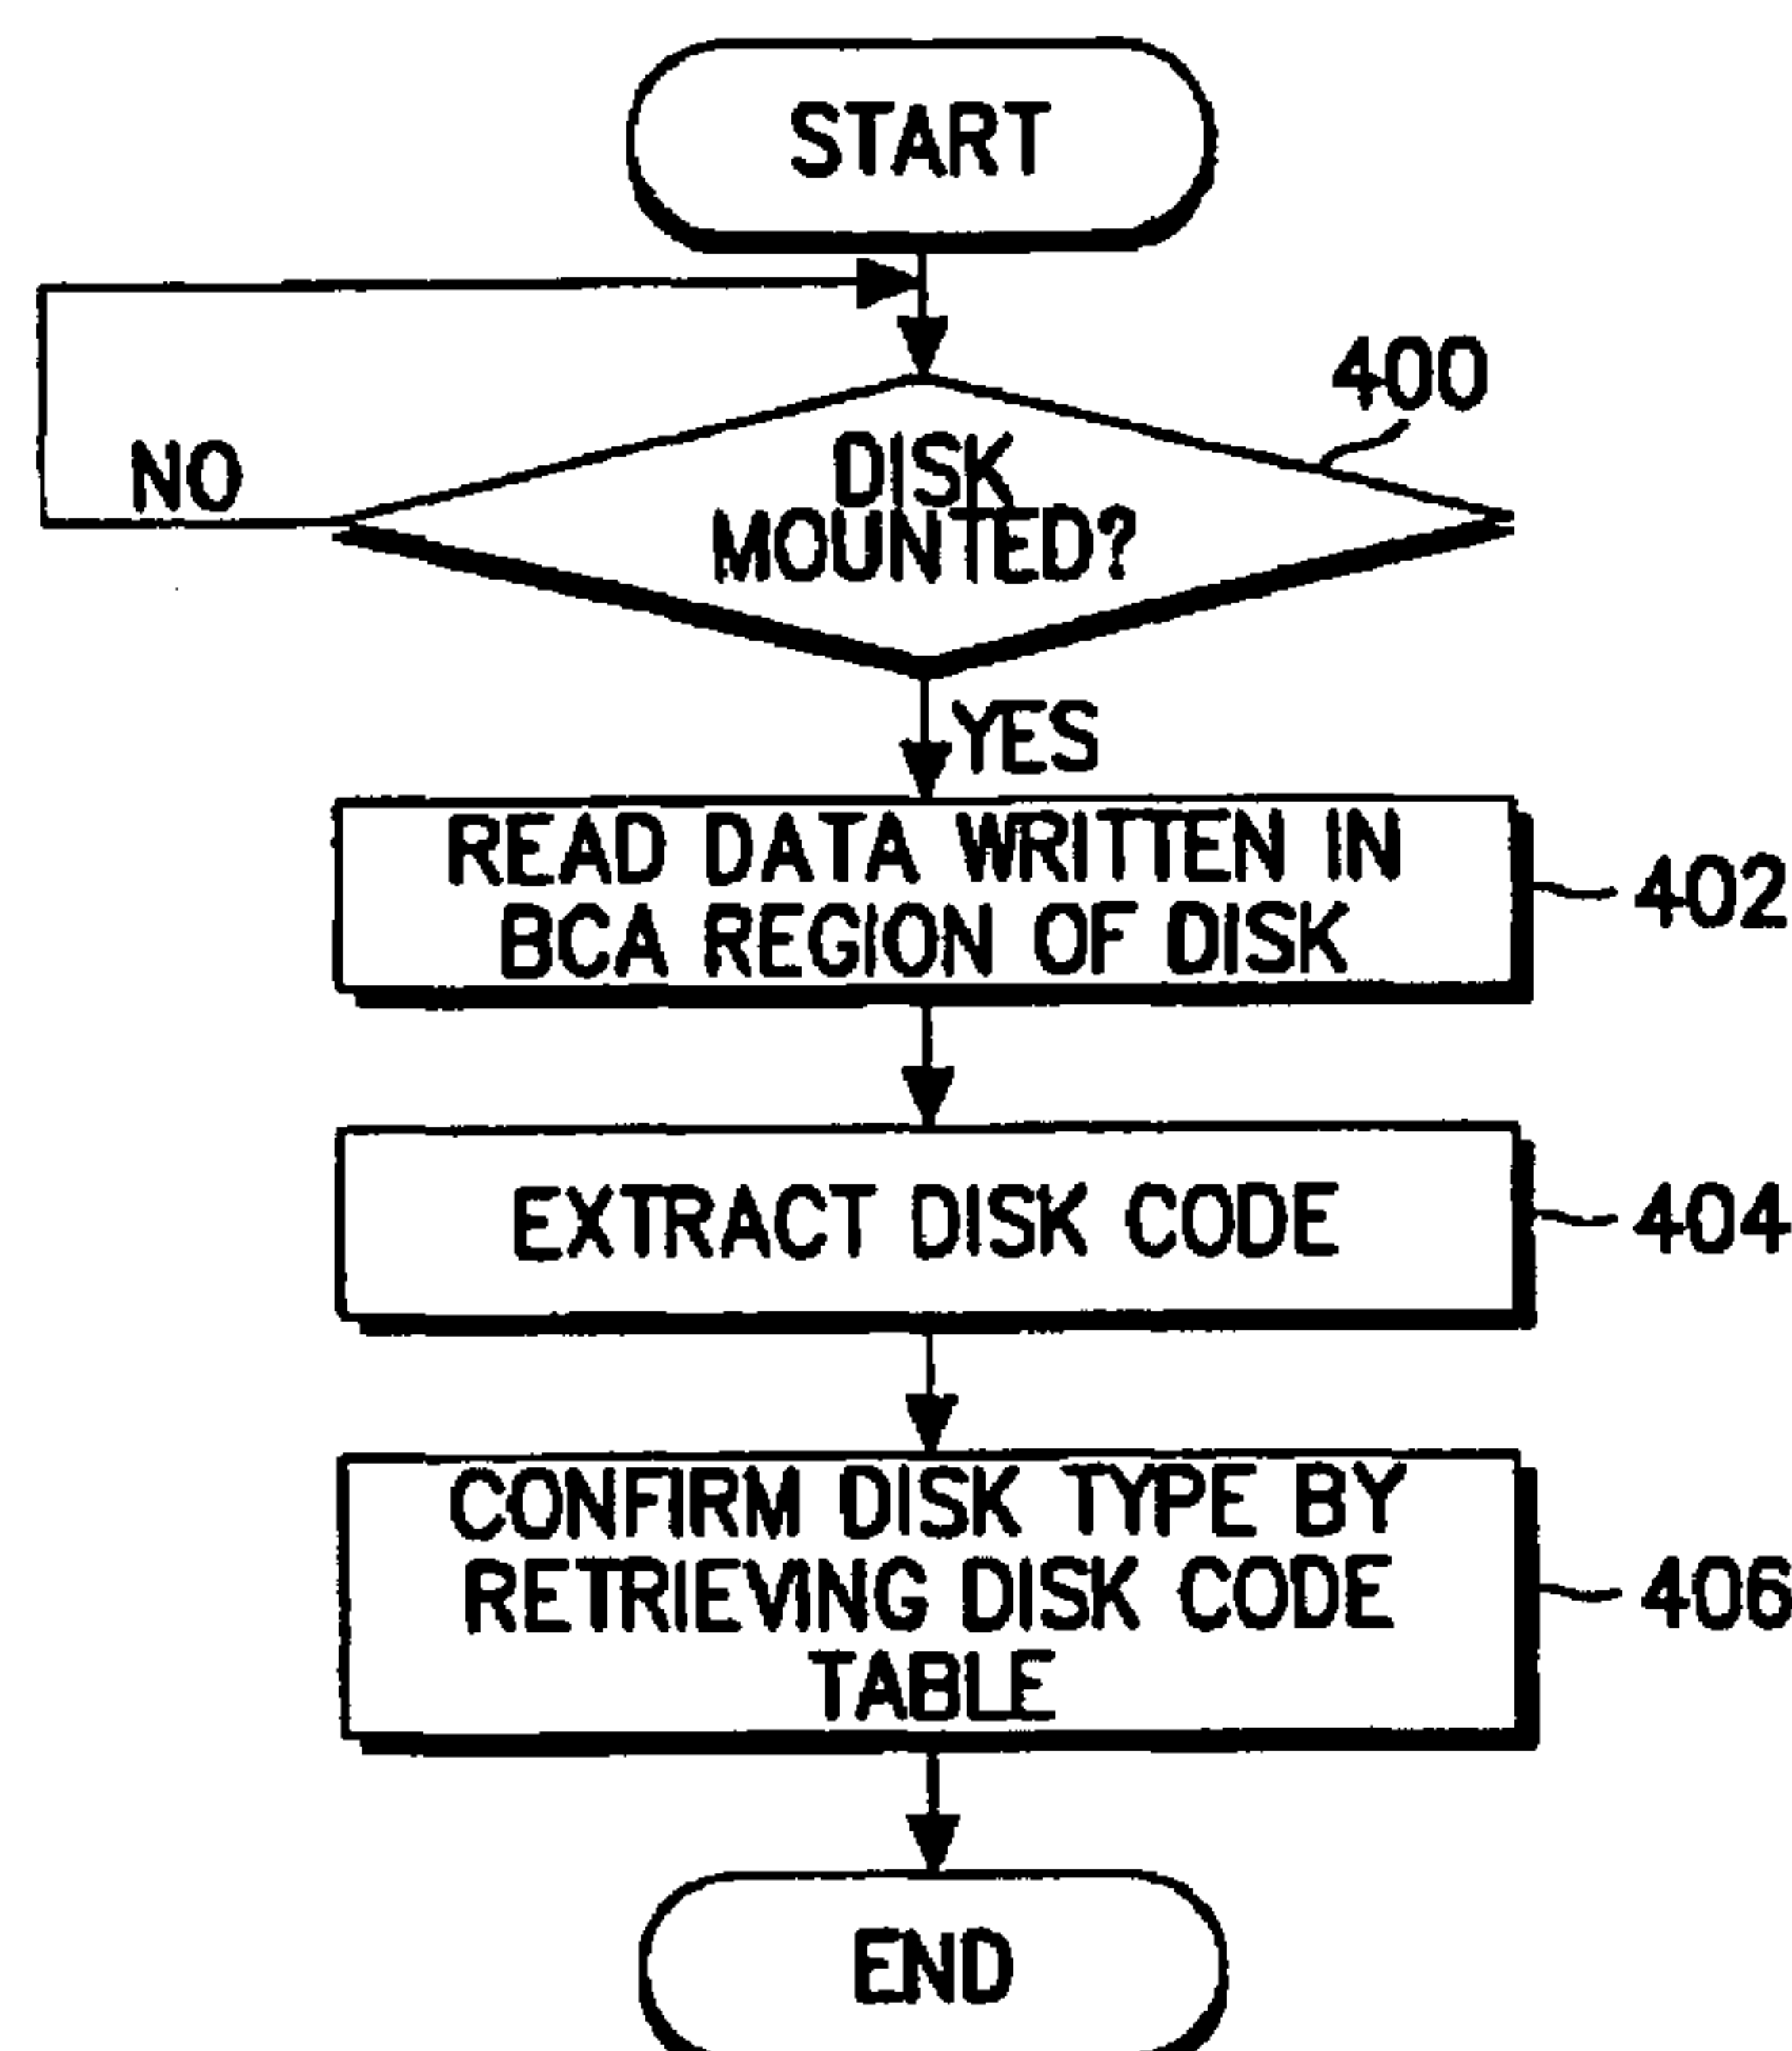 START
400
NO
DISK
MOUNTED?
YES
READ DATA WRITTEN IN
BCA REGION OF DISK
402
EXTRACT DISK CODE
404
CONFIRM DISK TYPE BY
RETRIEVING DISK CODE
TABLE
406
END